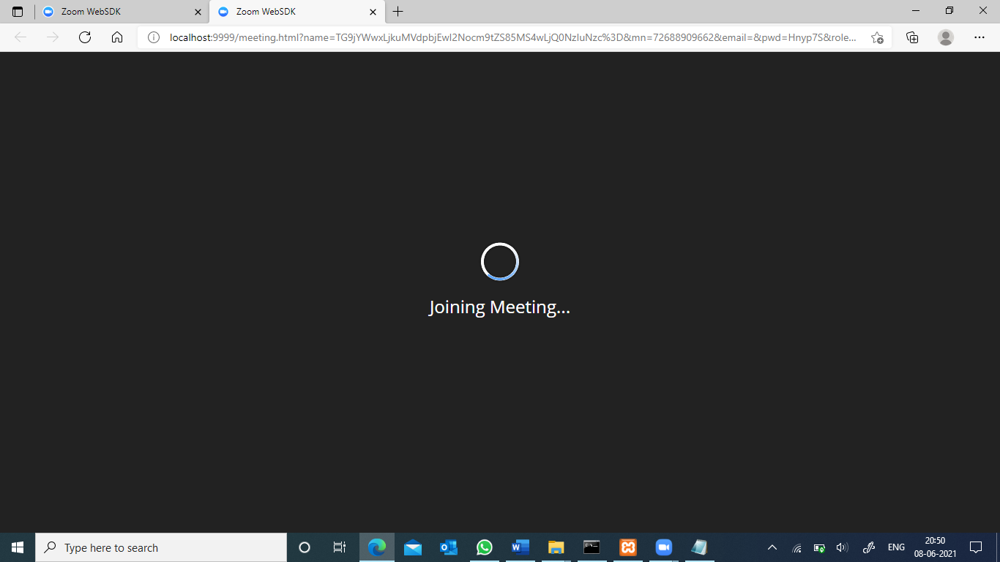 Zoom WebSDK
Zoom WebSDK
localhost:9999/meeting.html?name=TG9jYWwxLjkuMVdpbjEwI2Nocm9tZS85MS4wLjQ0NzIuNzc%3D&mn=72688909662&email=&pwd=Hnyp7S&role...
Joining Meeting...
Type here to search
ENG
20:50
08-06-2021